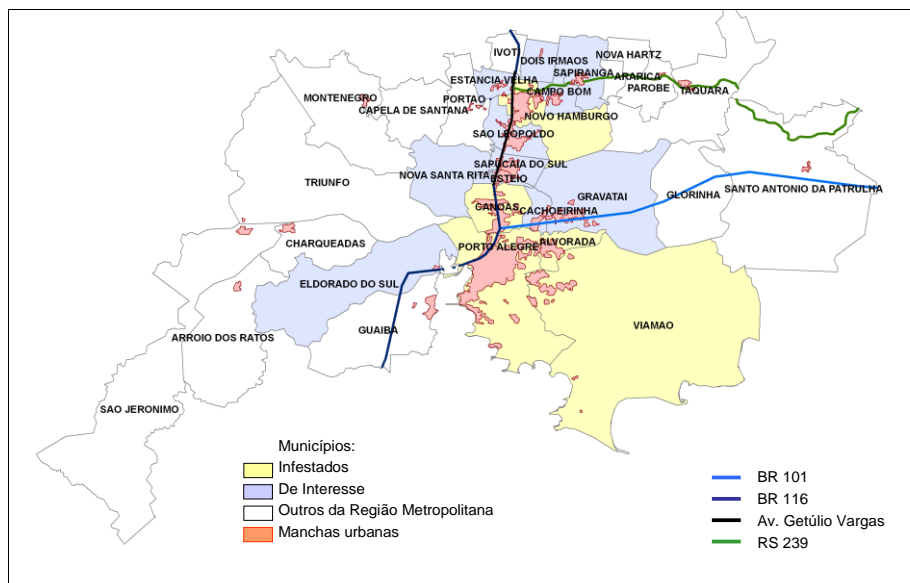 IVOTI
DOIS IRMAOS
NOVA HARTZ
ESTANCIA VELHA
SAPIRANGA
ARARICA
MONTENEGRO
PORTAO
CAMPO BOM
PAROBE
TAQUARA
CAPELA DE SANTANA
NOVO HAMBURGO
SAO LEOPOLDO
SAPUCAIA DO SUL
NOVA SANTA RITA
ESTEIO
TRIUNFO
GRAVATAI
GLORINHA
SANTO ANTONIO DA PATRULHA
CANOAS
CACHOEIRINHA
CHARQUEADAS
PORTO ALEGRE
ALVORADA
ELDORADO DO SUL
VIAMAO
GUAIBA
ARROIO DOS RATOS
SAO JERONIMO
Municípios:
Infestados
De Interesse
Outros da Região Metropolitana
Manchas urbanas
BR 101
BR 116
Av. Getúlio Vargas
RS 239